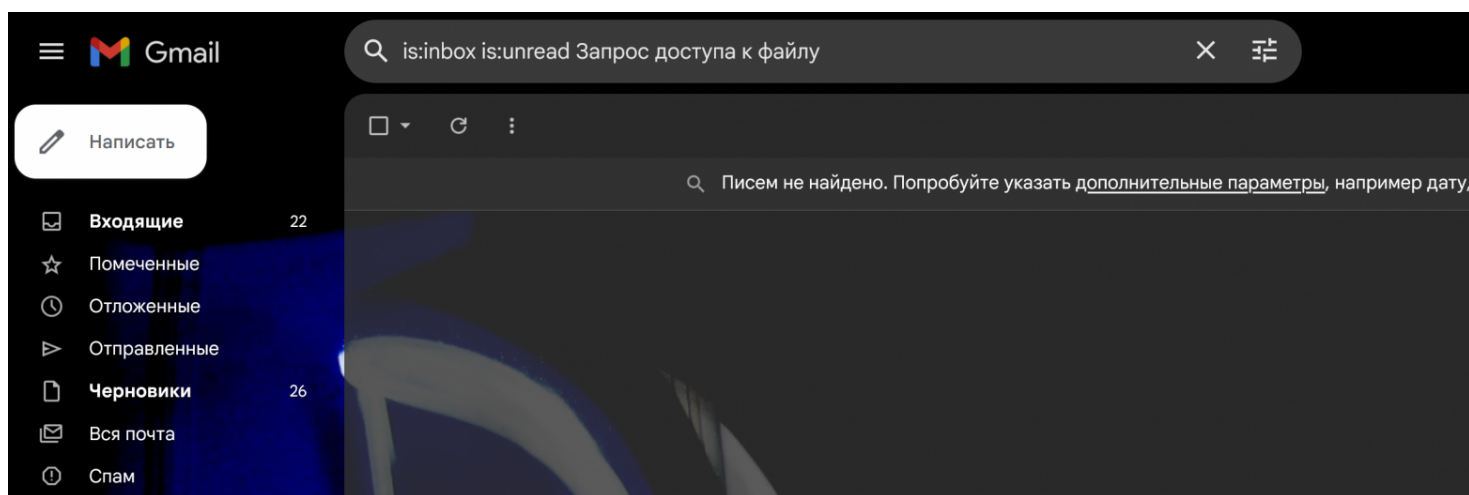 Gmail
is:inbox is:unread Запрос доступа к файлу
Написать
Писем не найдено. Попробуйте указать дополнительные параметры, например дату,
Входящие 22
Помеченные
Отложенные
Отправленные
Черновики 26
Вся почта
Спам